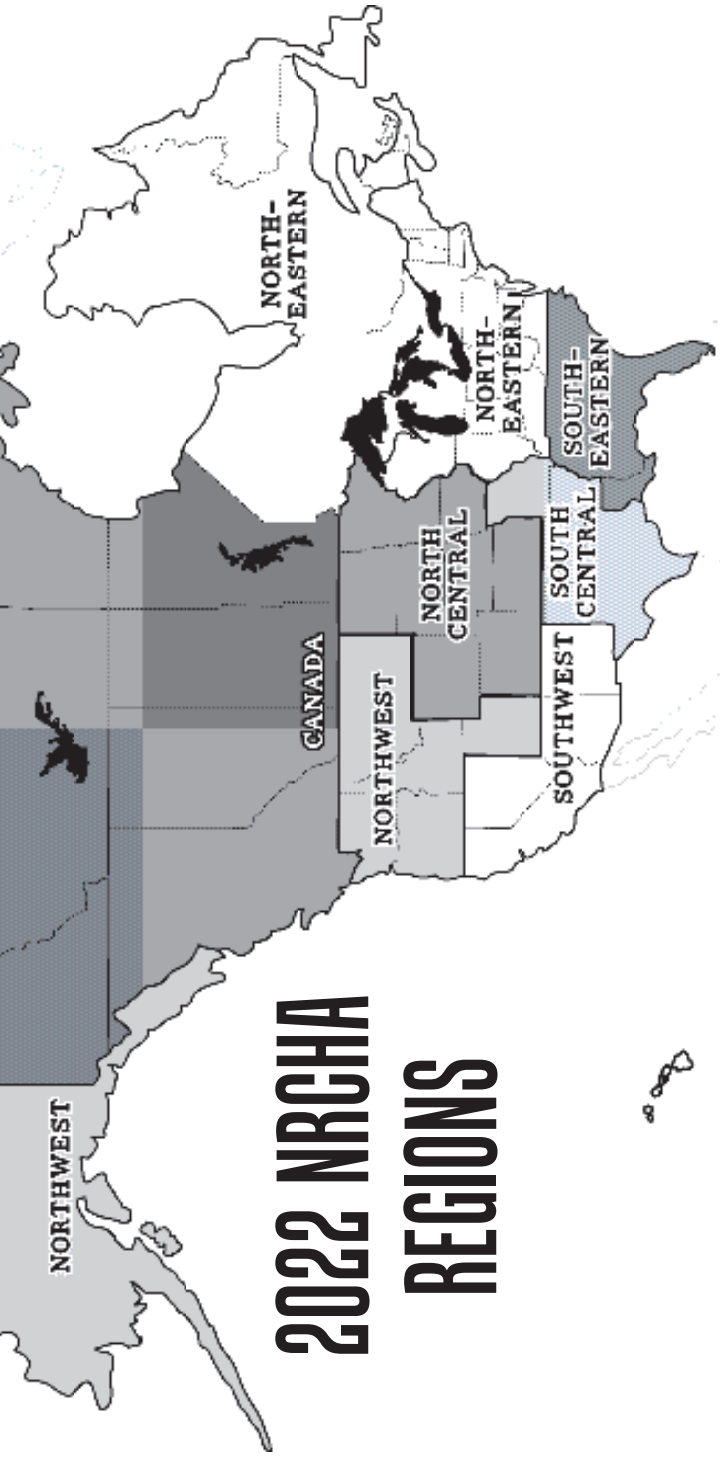 2022 NRCHA
REGIONS
NORTHWEST
CANADA
NORTH-
EASTERN
NORTHWEST
NORTH
CENTRAL
NORTH-
EASTERN
SOUTHWEST
SOUTH
CENTRAL
SOUTH-
EASTERN